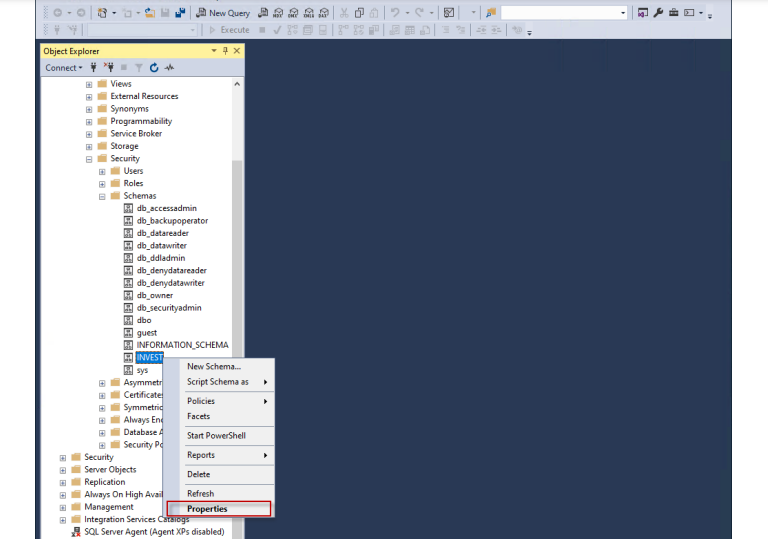 New Query
Execute
Object Explorer
Connect
Views
External Resources
Synonyms
Programmability
Service Broker
Storage
Security
Users
Roles
Schemas
db_accessadmin
db_backupoperator
db_datareader
db_datawriter
db_ddladmin
db_denydatareader
db_denydatawriter
db_owner
db_securityadmin
dbo
guest
INFORMATION_SCHEMA
INVEST
sys
Asymmetr
Certificate
Symmetric
Always Enc
Database A
Security Po
Security
Server Objects
Replication
Always On High Avail
Management
Integration Services Catalogs
SQL Server Agent (Agent XPs disabled)
New Schema...
Script Schema as
Policies
Facets
Start PowerShell
Reports
Delete
Refresh
Properties